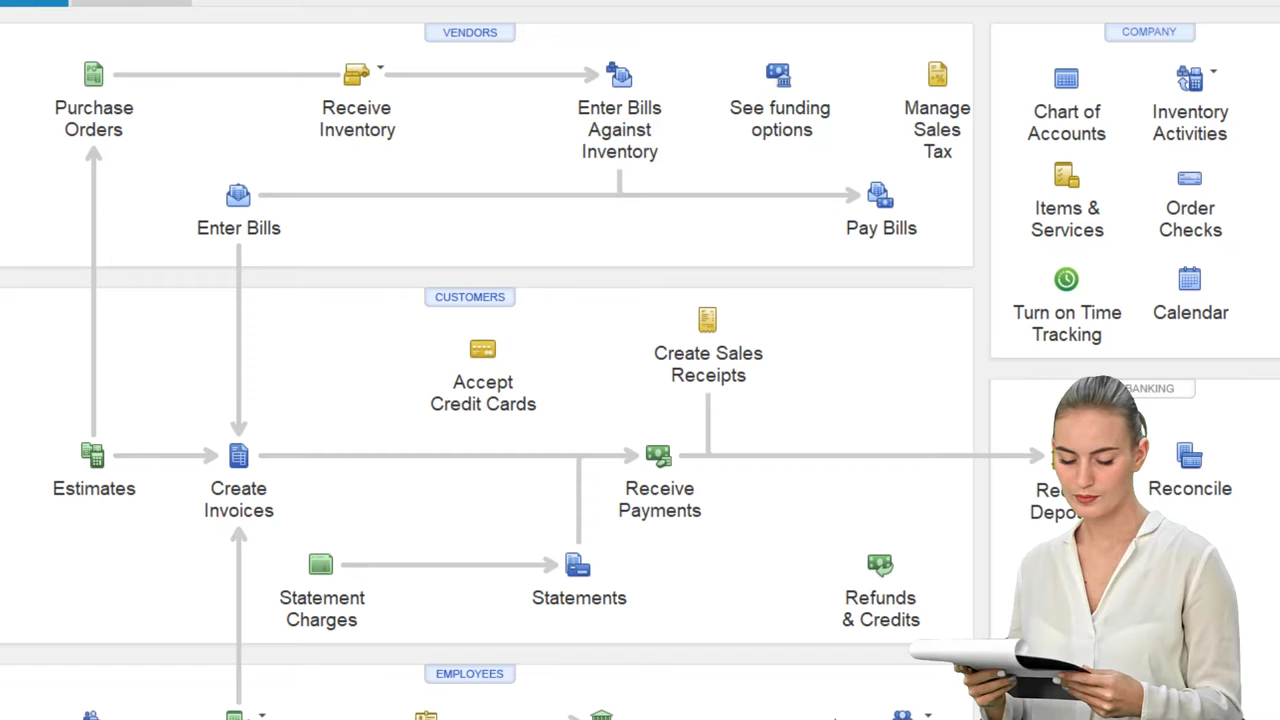 VENDORS
COMPANY
Purchase
Orders
Receive
Inventory
Enter Bills
Against
Inventory
See funding
options
Manage
Sales
Tax
Chart of
Accounts
Inventory
Activities
Enter Bills
Pay Bills
Items &
Services
Order
Checks
Turn on Time
Tracking
Calendar
CUSTOMERS
Accept
Credit Cards
Create Sales
Receipts
BANKING
Estimates
Create
Invoices
Receive
Payments
Reconcile
Statement
Charges
Statements
Refunds
& Credits
EMPLOYEES